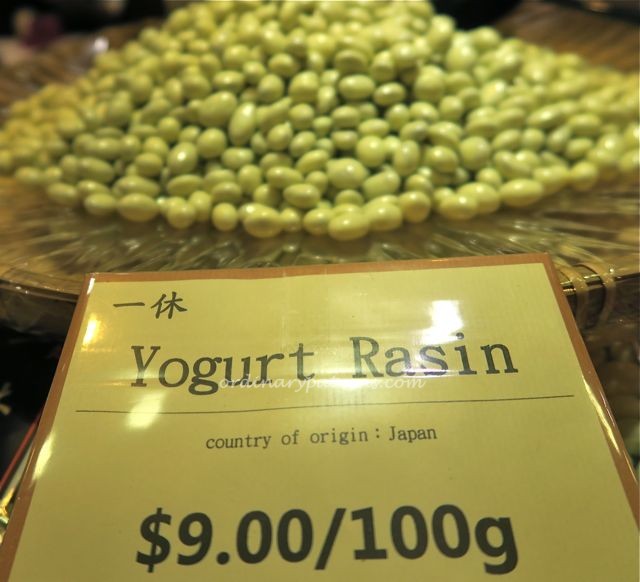 一休
Yogurt Rasin
country of origin：Japan
$9.00/100g